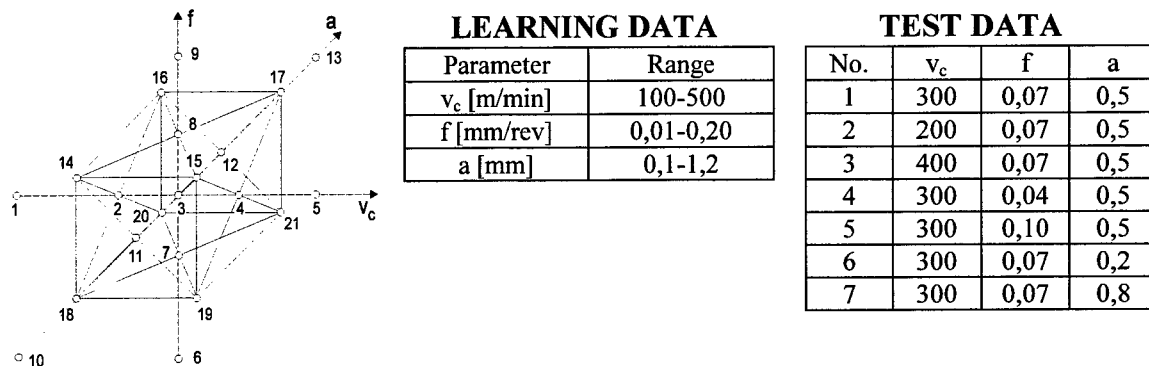 f
a
9
13
16
17
8
14
15
12
1
2
3
4
5
V_c
20
21
11
7
18
19
10
6
LEARNING DATA
Parameter Range
v_c [m/min] 100-500
f [mm/rev] 0,01-0,20
a [mm] 0,1-1,2
TEST DATA
No. v_c f a
1 300 0,07 0,5
2 200 0,07 0,5
3 400 0,07 0,5
4 300 0,04 0,5
5 300 0,10 0,5
6 300 0,07 0,2
7 300 0,07 0,8